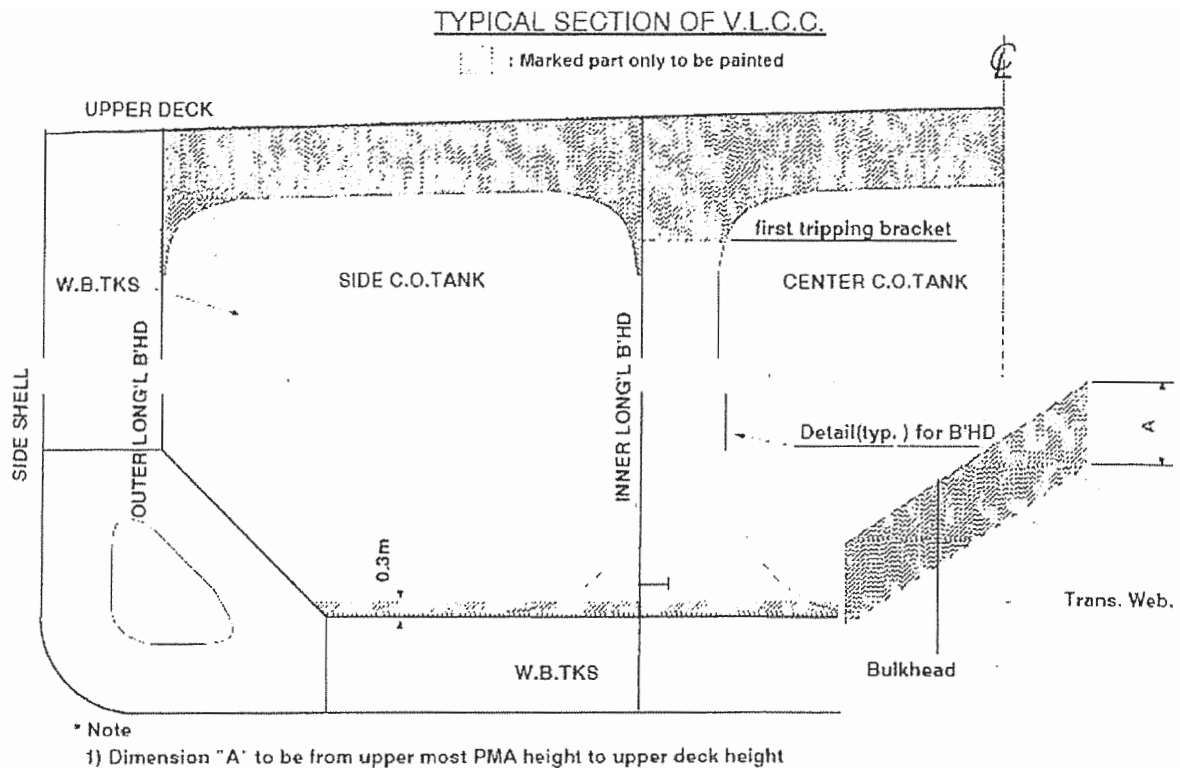 TYPICAL SECTION OF V.L.C.C.
: Marked part only to be painted
CL
UPPER DECK
first tripping bracket
W.B.TKS
SIDE C.O.TANK
CENTER C.O.TANK
SIDE SHELL
OUTER LONG'L B'HD
INNER LONG'L B'HD
A
Detail(typ.) for B'HD
0.3m
Trans. Web.
W.B.TKS
Bulkhead
* Note
1) Dimension "A" to be from upper most PMA height to upper deck height